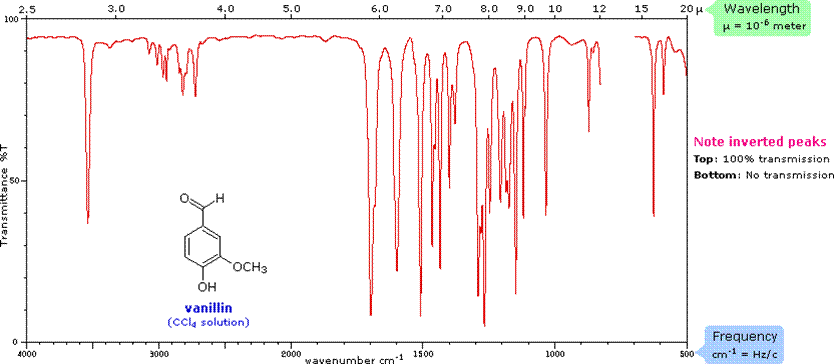 2.5 3.0 4.0 5.0 6.0 7.0 8.0 9.0 10 12 15 20 μ
Wavelength
μ = 10⁻⁶ meter
100
50
0
Transmittance %T
Note inverted peaks
Top: 100% transmission
Bottom: No transmission
O
H
OCH₃
OH
vanillin
(CCl₄ solution)
4000 3000 2000 1500 1000 500
wavenumber cm⁻¹
Frequency
cm⁻¹ = Hz/c